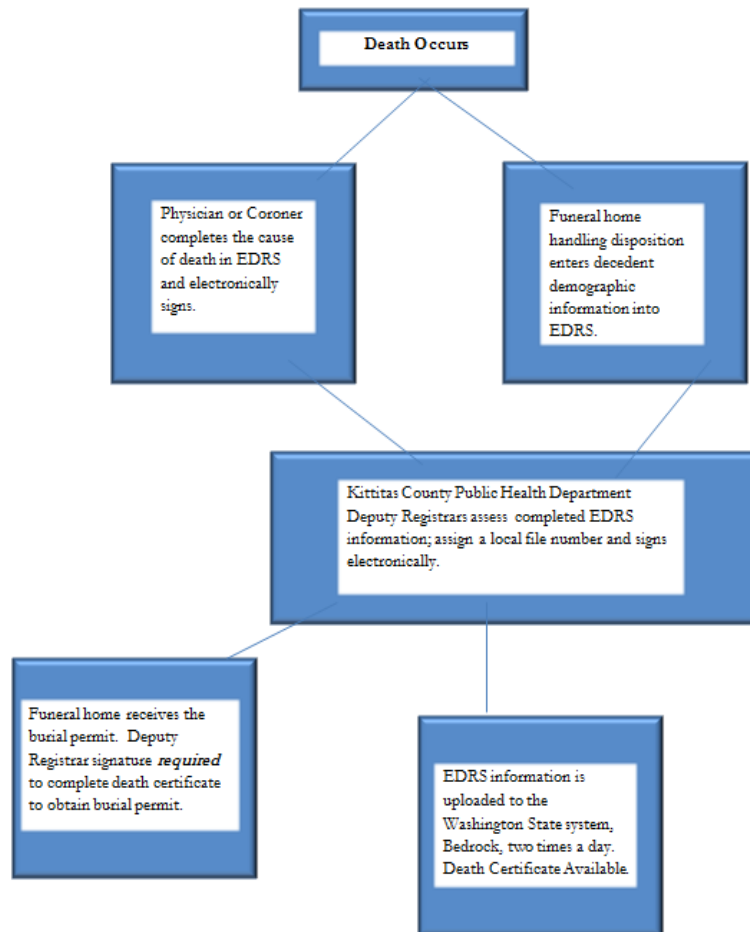 Death Occurs
Physician or Coroner
completes the cause
of death in EDRS
and electronically
signs.
Funeral home
handling disposition
enters decedent
demographic
information into
EDRS.
Kittitas County Public Health Department
Deputy Registrars assess completed EDRS
information; assign a local file number and signs
electronically.
Funeral home receives the
burial permit. Deputy
Registrar signature required
to complete death certificate
to obtain burial permit.
EDRS information is
uploaded to the
Washington State system,
Bedrock, two times a day.
Death Certificate Available.